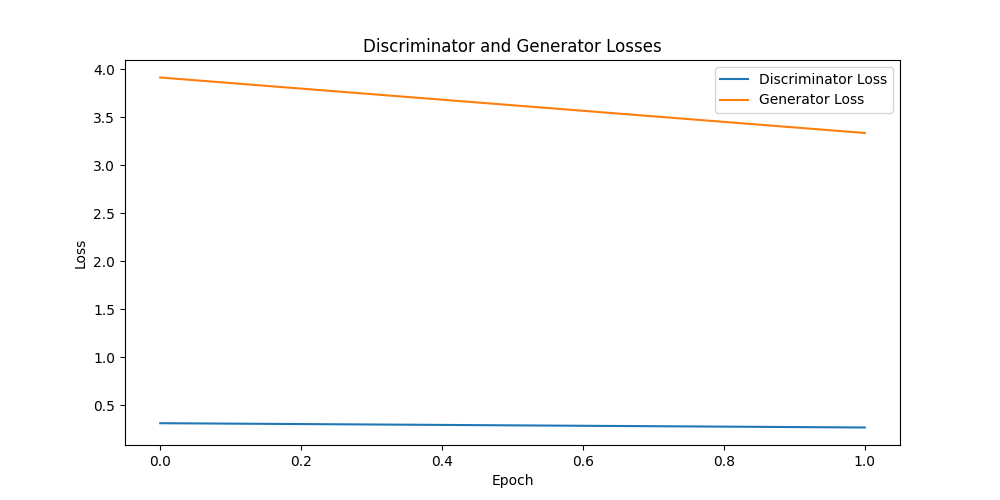 Discriminator and Generator Losses
Discriminator Loss
Generator Loss
4.0
3.5
3.0
2.5
2.0
1.5
1.0
0.5
Loss
0.0 0.2 0.4 0.6 0.8 1.0
Epoch